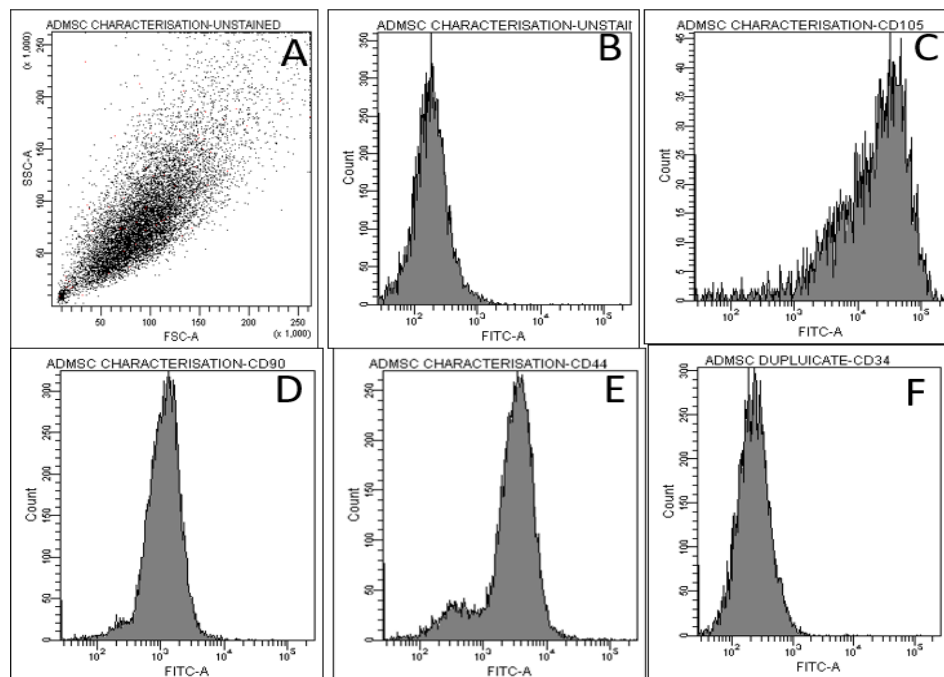 ADMSC CHARACTERISATION-UNSTAINED
A
(x 1,000)
250
200
150
100
50
SSC-A
50 100 150 200 250
(x 1,000)
FSC-A
ADMSC CHARACTERISATION-UNSTAI
B
Count
350
300
250
200
150
100
50
0
10² 10³ 10⁴ 10⁵
FITC-A
ADMSC CHARACTERISATION-CD105
C
Count
45
40
35
30
25
20
15
10
5
0
10² 10³ 10⁴ 10⁵
FITC-A
ADMSC CHARACTERISATION-CD90
D
Count
300
250
200
150
100
50
0
10² 10³ 10⁴ 10⁵
FITC-A
ADMSC CHARACTERISATION-CD44
E
Count
250
200
150
100
50
0
10² 10³ 10⁴ 10⁵
FITC-A
ADMSC DUPLUICATE-CD34
F
Count
300
250
200
150
100
50
0
10² 10³ 10⁴ 10⁵
FITC-A